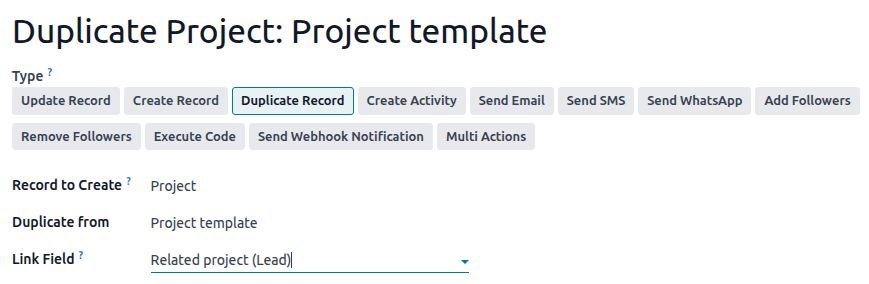 Duplicate Project: Project template
Type ?
Update Record Create Record Duplicate Record Create Activity Send Email Send SMS Send WhatsApp Add Followers
Remove Followers Execute Code Send Webhook Notification Multi Actions
Record to Create ? Project
Duplicate from Project template
Link Field ? Related project (Lead)